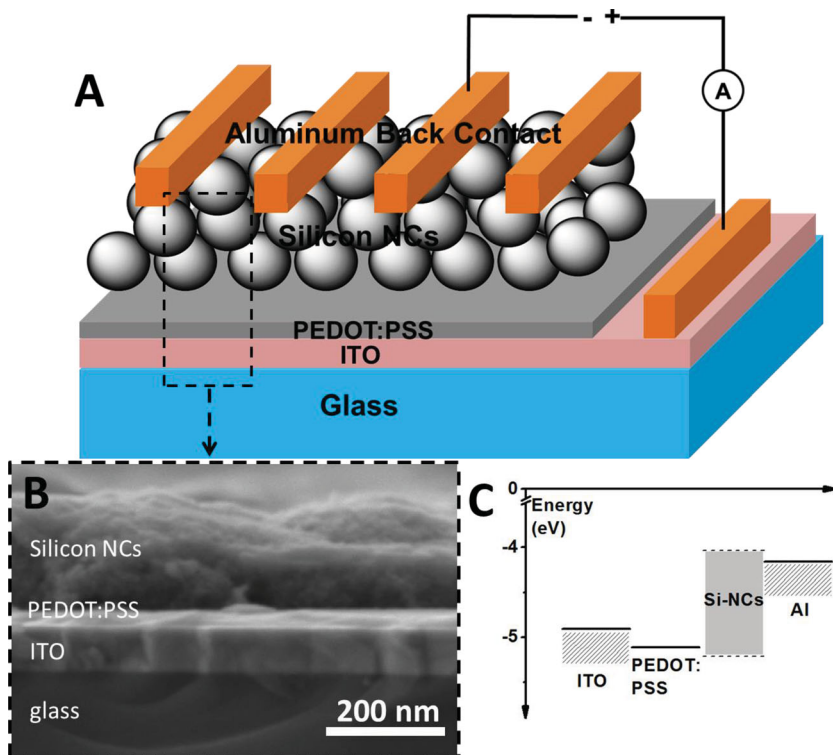 A
- +
A
Aluminum Back Contact
Silicon NCs
PEDOT:PSS
ITO
Glass
B
Silicon NCs
PEDOT:PSS
ITO
glass
200 nm
C
0
Energy
(eV)
-4
-5
Si-NCs
Al
ITO
PEDOT:
PSS